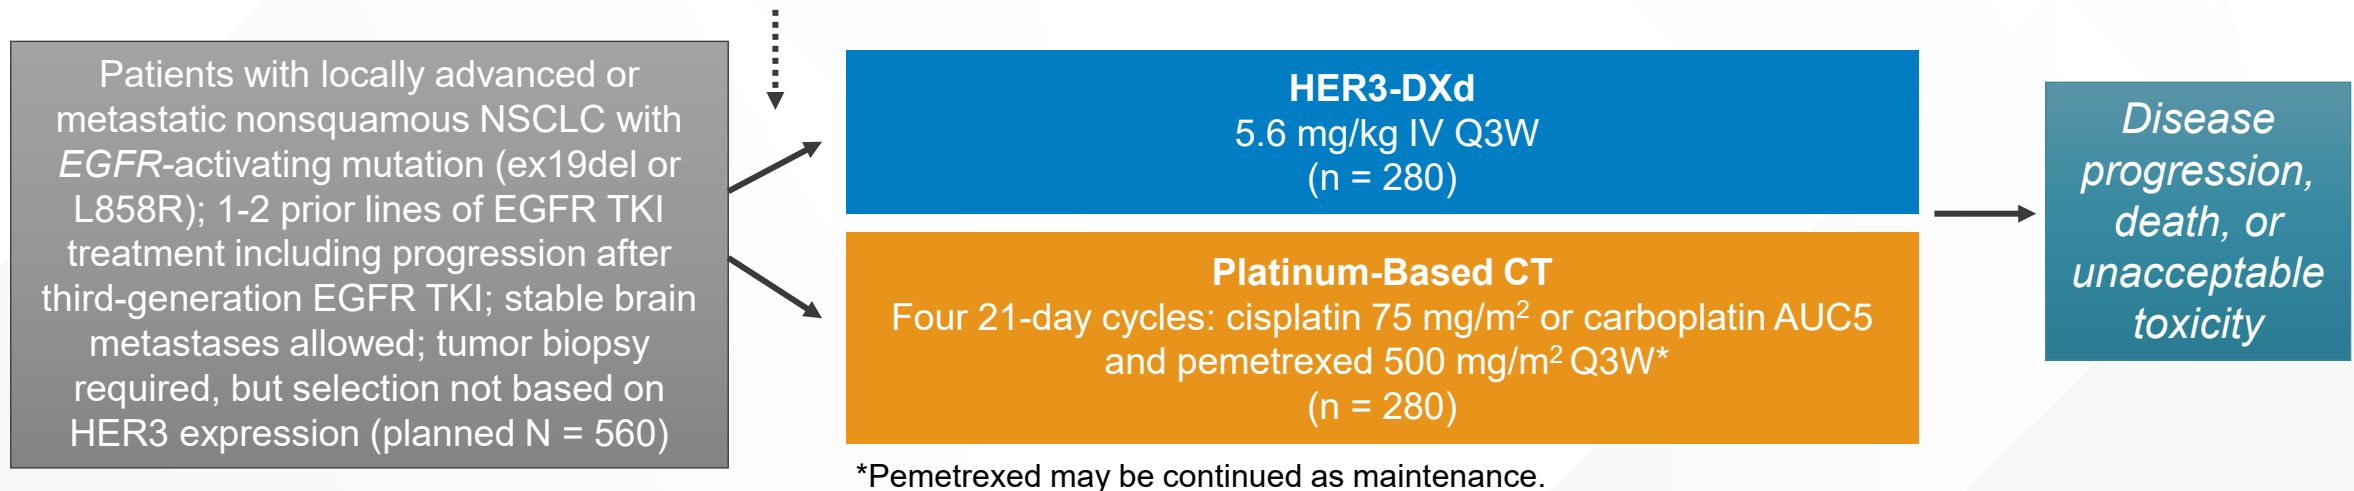 Patients with locally advanced or
metastatic nonsquamous NSCLC with
EGFR-activating mutation (ex19del or
L858R); 1-2 prior lines of EGFR TKI
treatment including progression after
third-generation EGFR TKI; stable brain
metastases allowed; tumor biopsy
required, but selection not based on
HER3 expression (planned N = 560)
HER3-DXd
5.6 mg/kg IV Q3W
(n = 280)
Platinum-Based CT
Four 21-day cycles: cisplatin 75 mg/m² or carboplatin AUC5
and pemetrexed 500 mg/m² Q3W*
(n = 280)
*Pemetrexed may be continued as maintenance.
Disease
progression,
death, or
unacceptable
toxicity